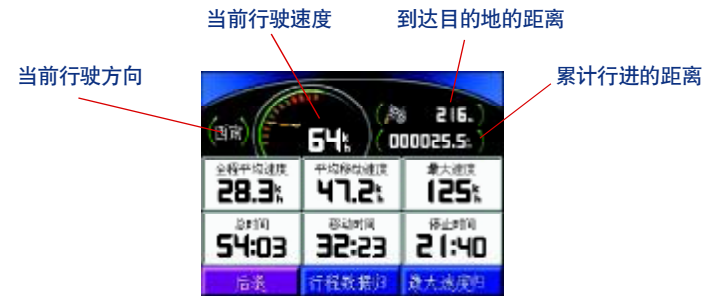 当前行驶速度 到达目的地的距离
当前行驶方向 累计行进的距离
216.
西南 64 000025.5
全程平均速度 平均移动速度 最大速度
28.3 47.2 125
总时间 移动时间 停止时间
54:03 32:23 21:40
后退 行程数据归 最大速度归